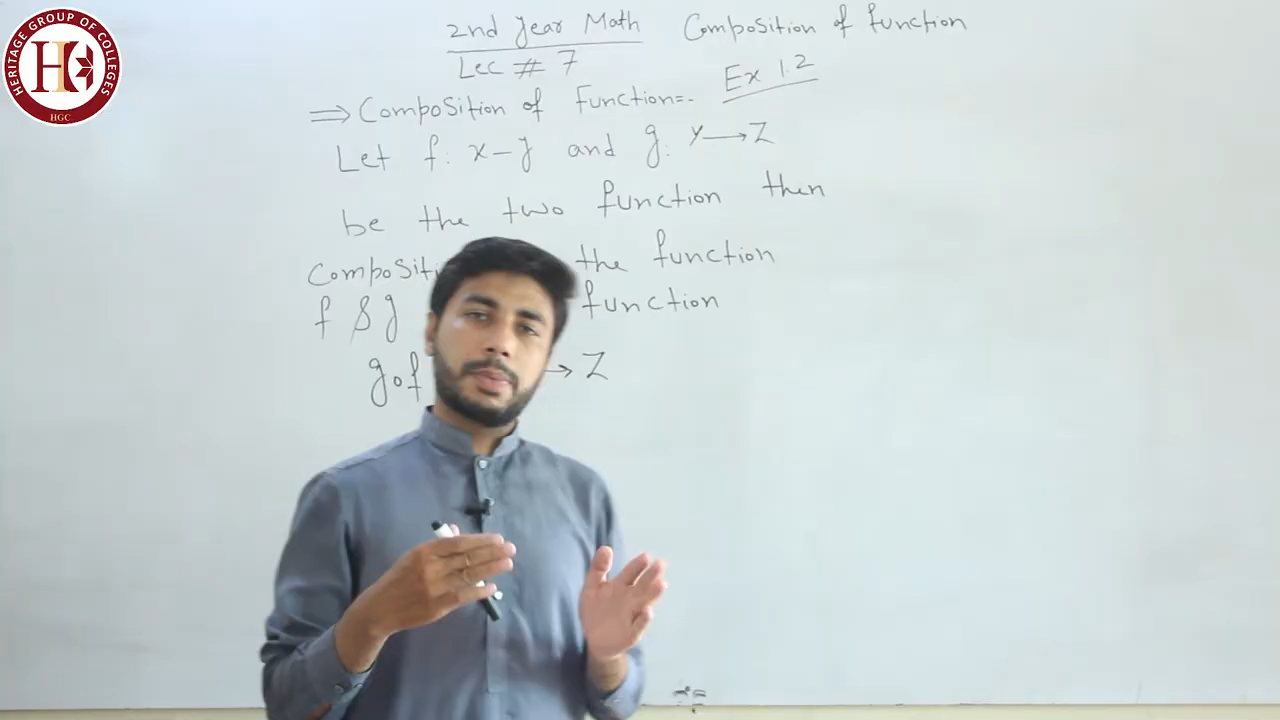 HERITAGE GROUP OF COLLEGES
HGC
2nd year Math Composition of function
Lec # 7
Ex 1.2
⇒ Composition of Function=.
Let f: x–y and g: y→Z
be the two function then
Compositi the function
f & g function
gof → Z